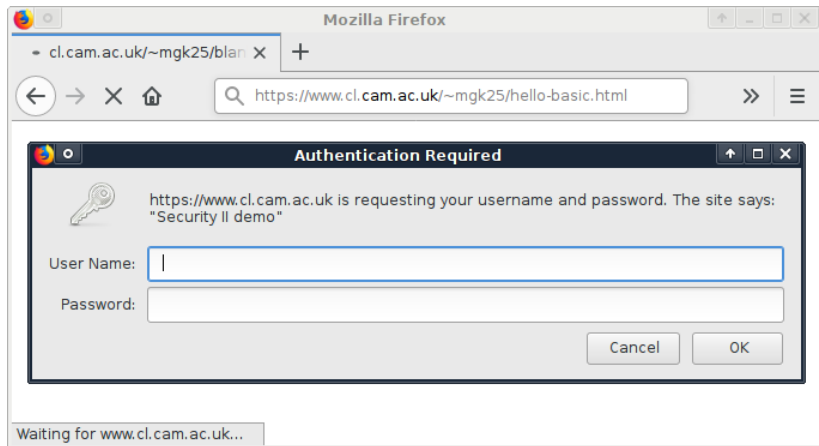 Mozilla Firefox
cl.cam.ac.uk/~mgk25/blan
https://www.cl.cam.ac.uk/~mgk25/hello-basic.html
Authentication Required
https://www.cl.cam.ac.uk is requesting your username and password. The site says:
"Security II demo"
User Name:
Password:
Cancel OK
Waiting for www.cl.cam.ac.uk...